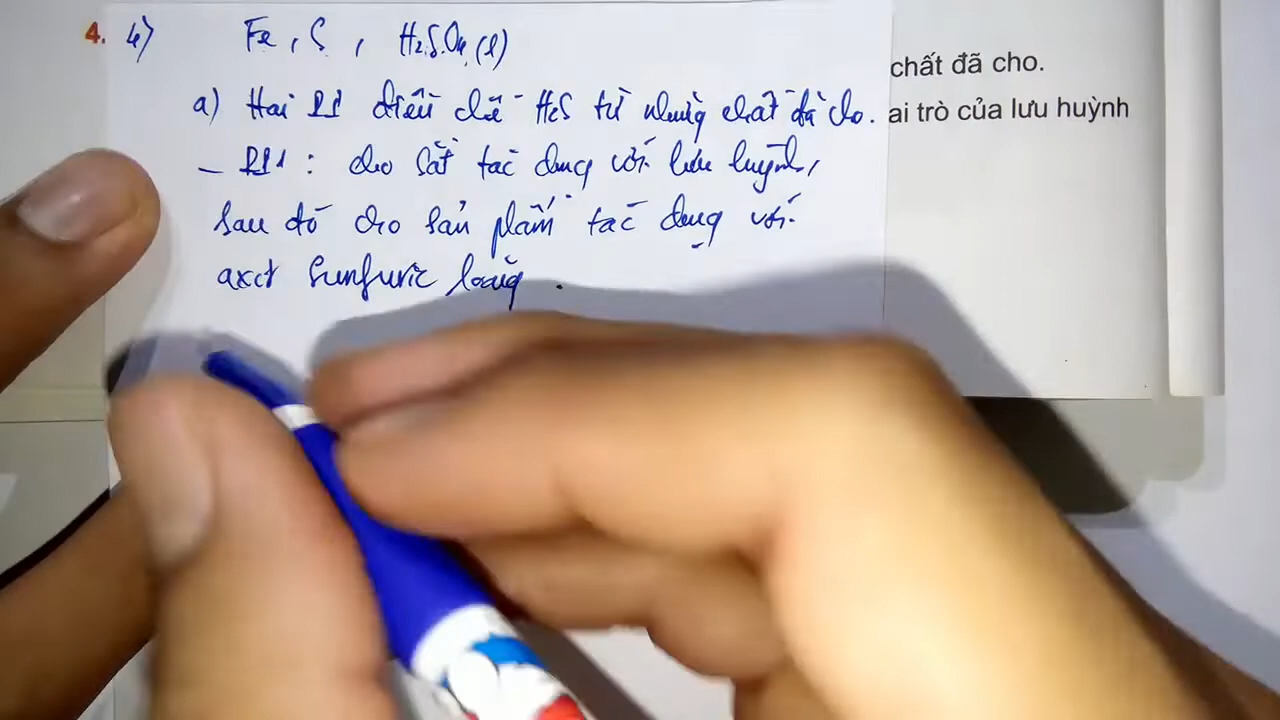 4. 4) Fe, S, H2SO4 (l)
chất đã cho.
a) Hai PP điều chế H2S từ những chất đã cho.
ai trò của lưu huỳnh
– PP1 : cho sắt tác dụng với lưu huỳnh,
sau đó cho sản phẩm tác dụng với
axit sunfuric loãng.